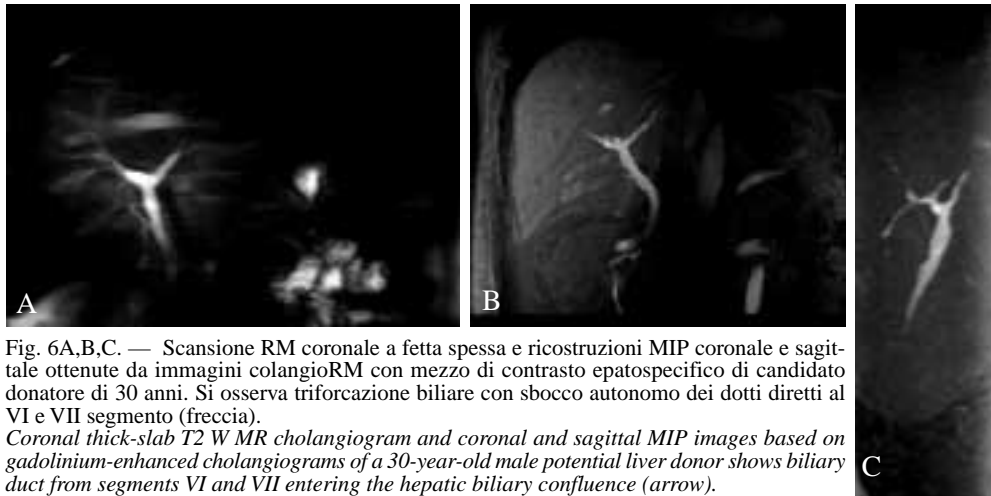 A
B
C
Fig. 6A,B,C. — Scansione RM coronale a fetta spessa e ricostruzioni MIP coronale e sagit-
tale ottenute da immagini colangioRM con mezzo di contrasto epatospecifico di candidato
donatore di 30 anni. Si osserva triforcazione biliare con sbocco autonomo dei dotti diretti al
VI e VII segmento (freccia).
Coronal thick-slab T2 W MR cholangiogram and coronal and sagittal MIP images based on
gadolinium-enhanced cholangiograms of a 30-year-old male potential liver donor shows biliary
duct from segments VI and VII entering the hepatic biliary confluence (arrow).